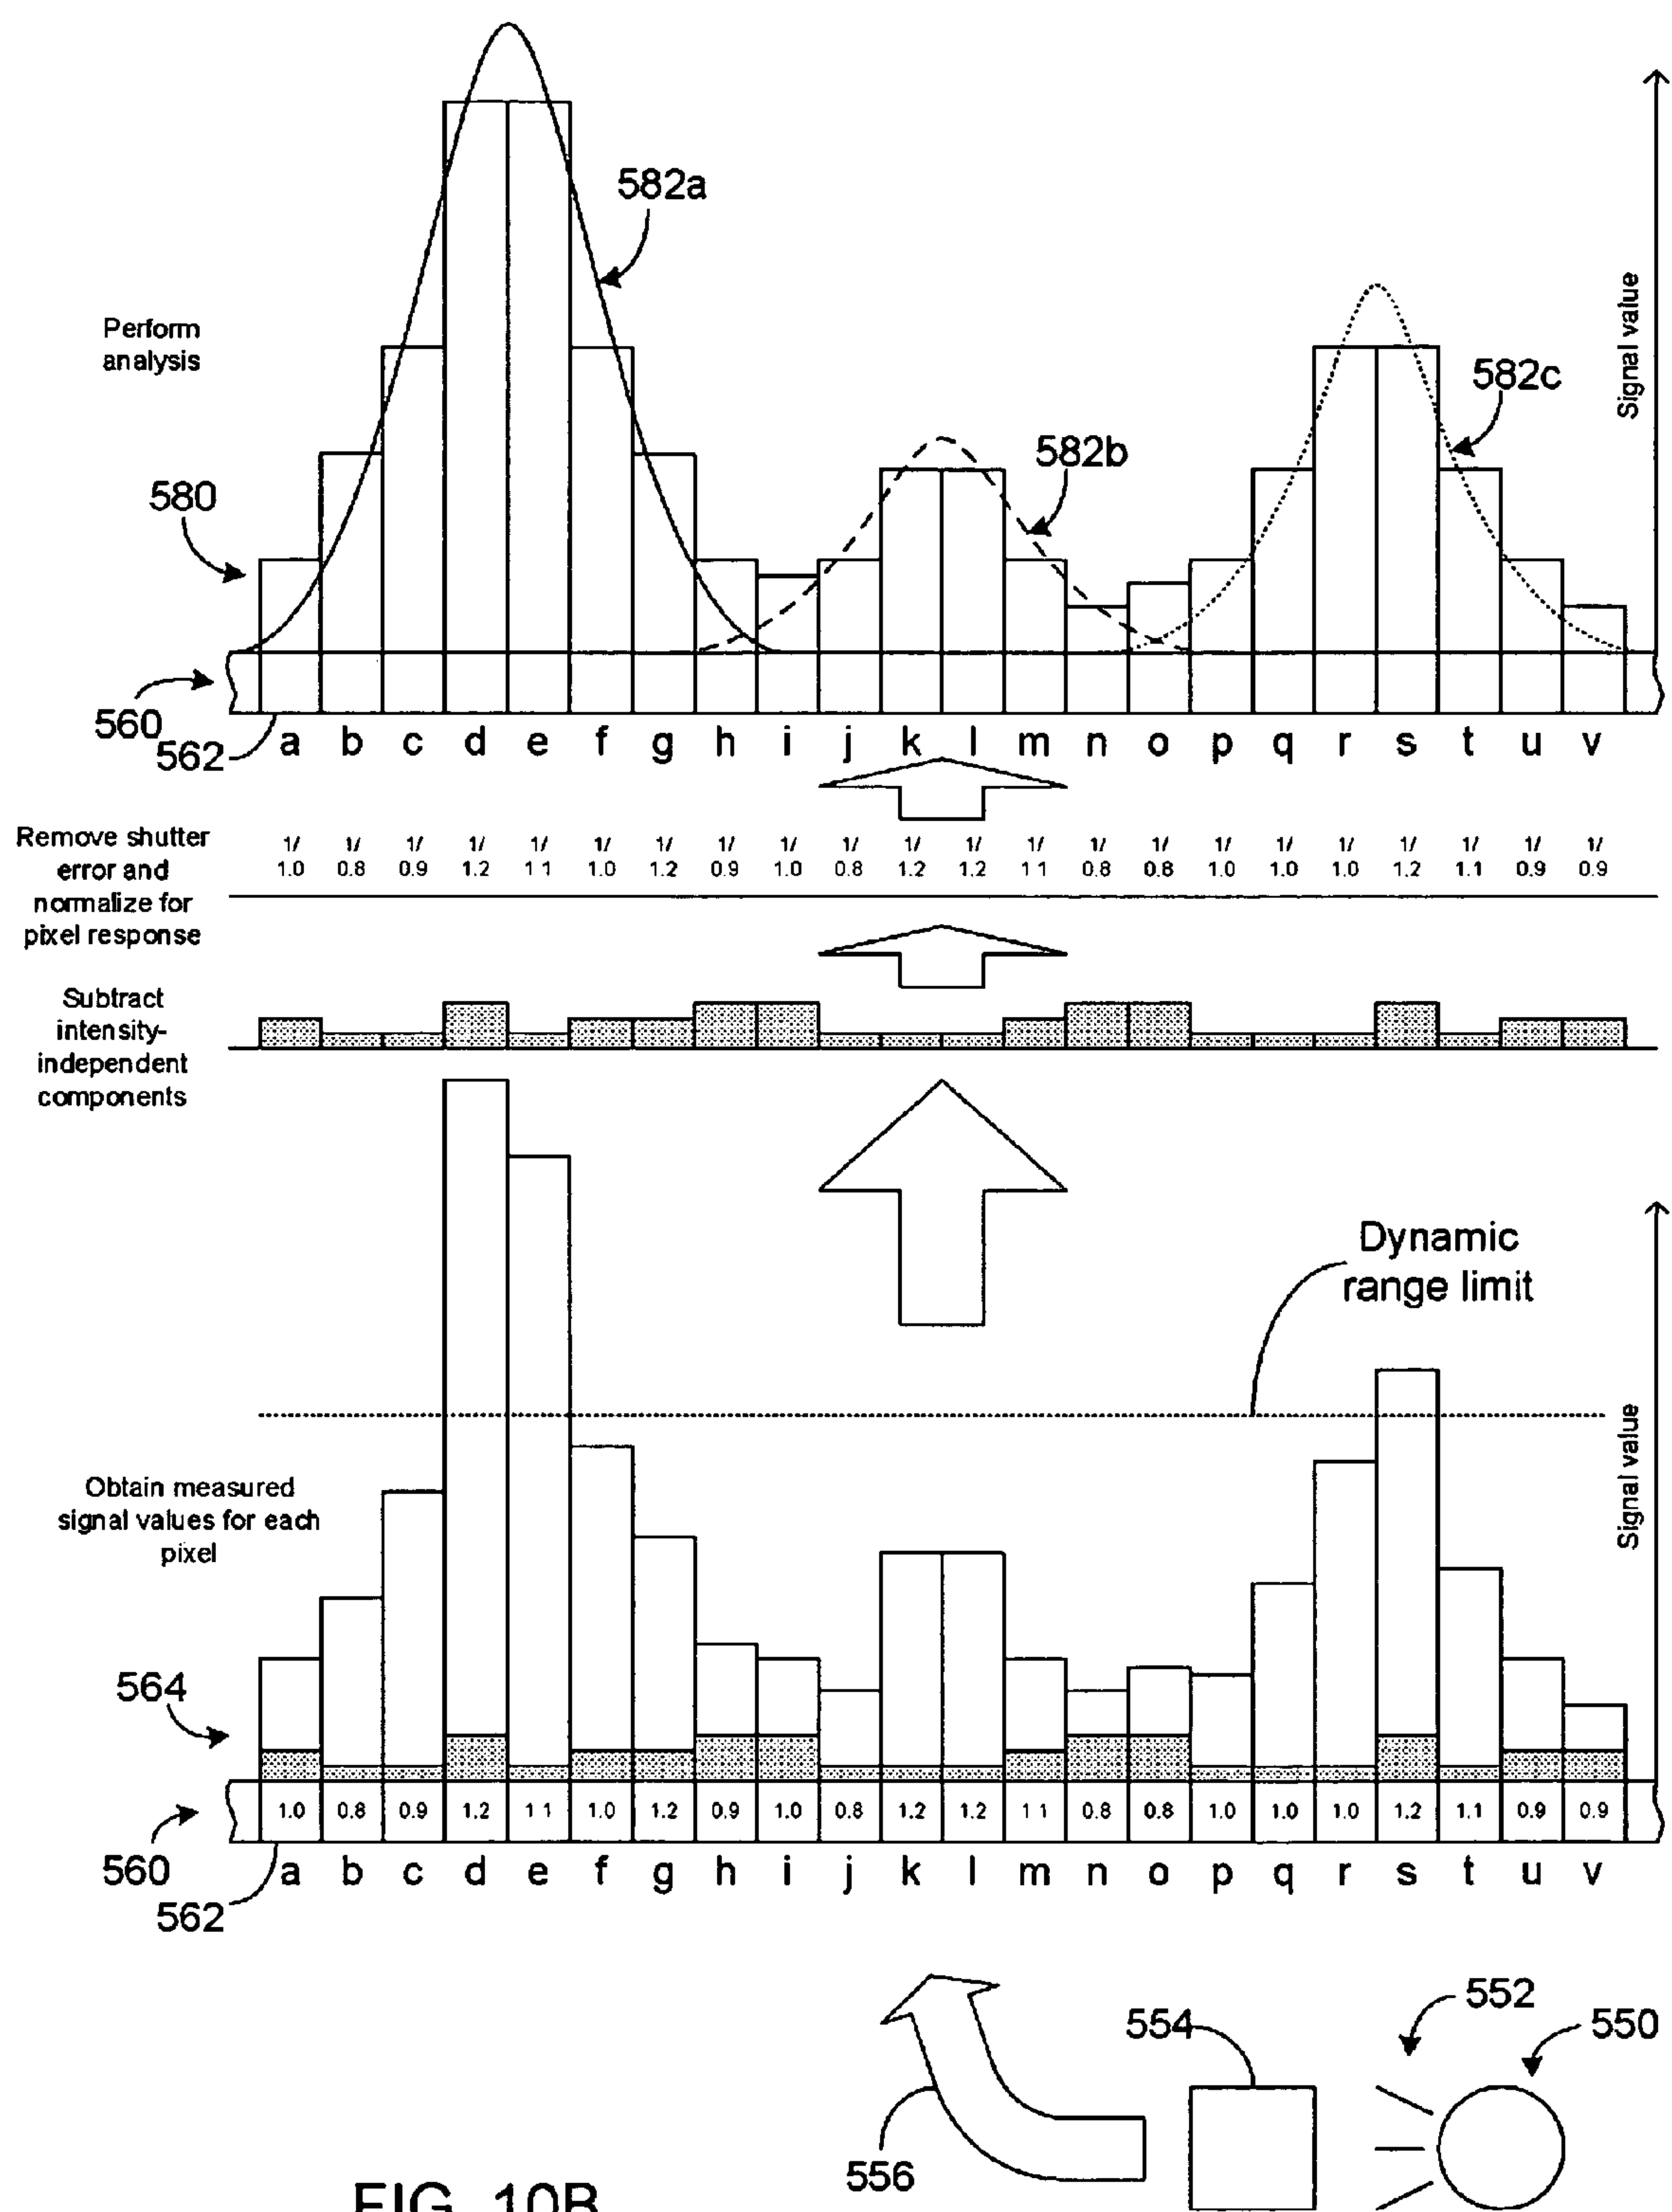 582a
Signal value
Perform
analysis
582c
582b
580
560
562
a b c d e f g h i j k l m n o p q r s t u v
Remove shutter
error and
normalize for
pixel response
1/ 1/ 1/ 1/ 1/ 1/ 1/ 1/ 1/ 1/ 1/ 1/ 1/ 1/ 1/ 1/ 1/ 1/ 1/ 1/ 1/ 1/
1.0 0.8 0.9 1.2 1 1 1.0 1.2 0.9 1.0 0.8 1.2 1.2 1 1 0.8 0.8 1.0 1.0 1.0 1.2 1.1 0.9 0.9
Subtract
intensity-
independent
components
Dynamic
range limit
Signal value
Obtain measured
signal values for each
pixel
564
1.0 0.8 0.9 1.2 1 1 1.0 1.2 0.9 1.0 0.8 1.2 1.2 1 1 0.8 0.8 1.0 1.0 1.0 1.2 1.1 0.9 0.9
560
562
a b c d e f g h i j k l m n o p q r s t u v
552
554
550
556
FIG. 10B